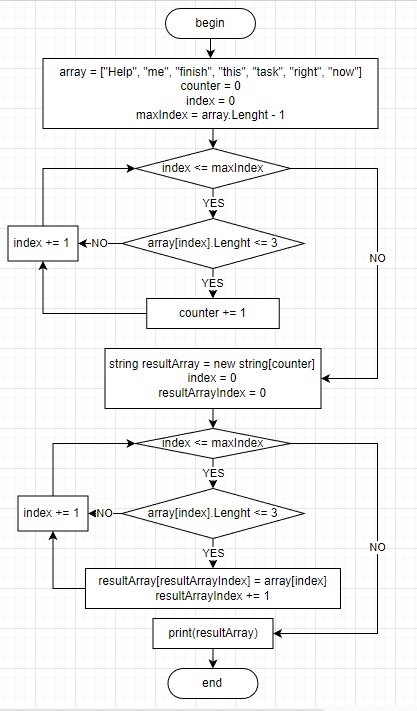 begin
array = ["Help", "me", "finish", "this", "task", "right", "now"]
counter = 0
index = 0
maxIndex = array.Lenght - 1
index <= maxIndex
YES
NO
array[index].Lenght <= 3
NO
index += 1
YES
counter += 1
string resultArray = new string[counter]
index = 0
resultArrayIndex = 0
index <= maxIndex
YES
NO
array[index].Lenght <= 3
NO
index += 1
YES
resultArray[resultArrayIndex] = array[index]
resultArrayIndex += 1
print(resultArray)
end